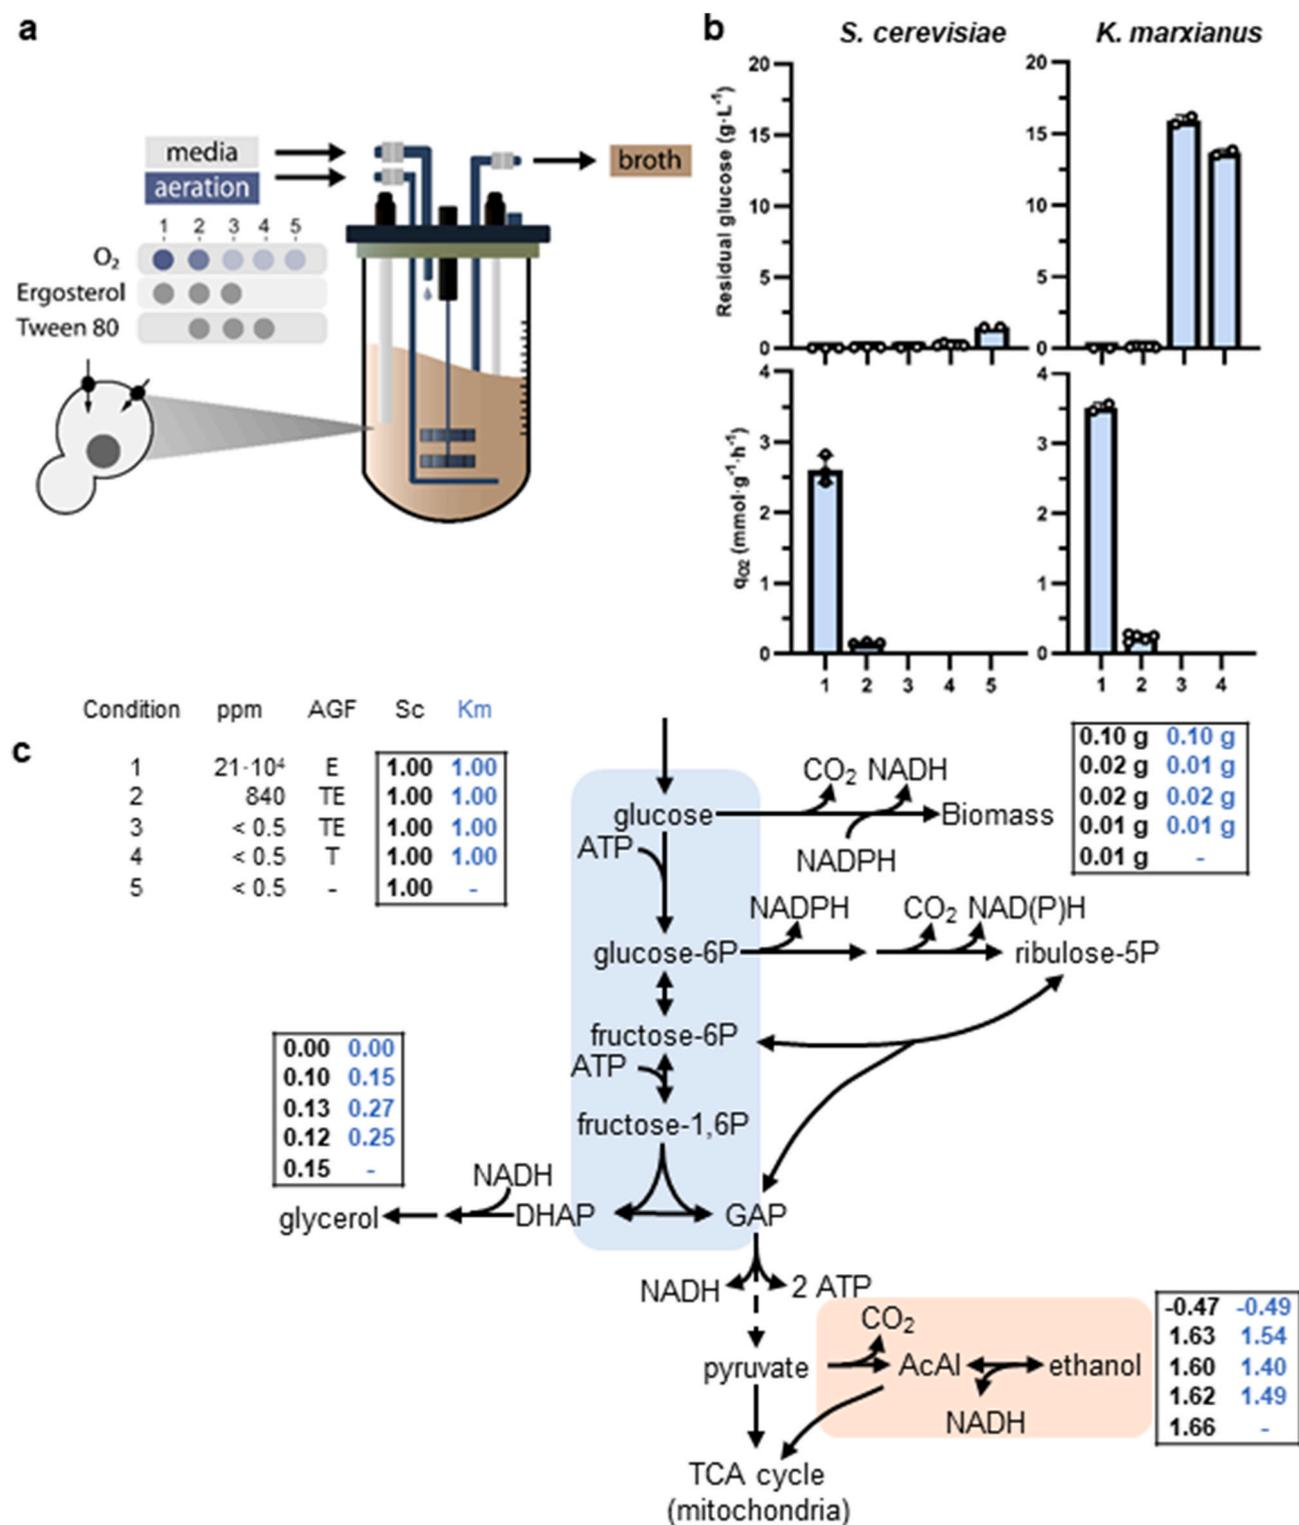 a
media
aeration
broth
1 2 3 4 5
O₂
Ergosterol
Tween 80
b
S. cerevisiae
K. marxianus
Residual glucose (g·L⁻¹)
20
15
10
5
0
20
15
10
5
0
qO2 (mmol·g⁻¹·h⁻¹)
4
3
2
1
0
4
3
2
1
0
1 2 3 4 5
1 2 3 4
c
Condition ppm AGF Sc Km
1 21·10⁴ E 1.00 1.00
2 840 TE 1.00 1.00
3 < 0.5 TE 1.00 1.00
4 < 0.5 T 1.00 1.00
5 < 0.5 - 1.00 -
0.10 g 0.10 g
0.02 g 0.01 g
0.02 g 0.02 g
0.01 g 0.01 g
0.01 g -
CO₂ NADH
glucose
Biomass
ATP
NADPH
NADPH
CO₂ NAD(P)H
glucose-6P
ribulose-5P
fructose-6P
ATP
fructose-1,6P
0.00 0.00
0.10 0.15
0.13 0.27
0.12 0.25
0.15 -
NADH
glycerol
DHAP
GAP
NADH
2 ATP
CO₂
pyruvate
AcAl
ethanol
NADH
-0.47 -0.49
1.63 1.54
1.60 1.40
1.62 1.49
1.66 -
TCA cycle
(mitochondria)